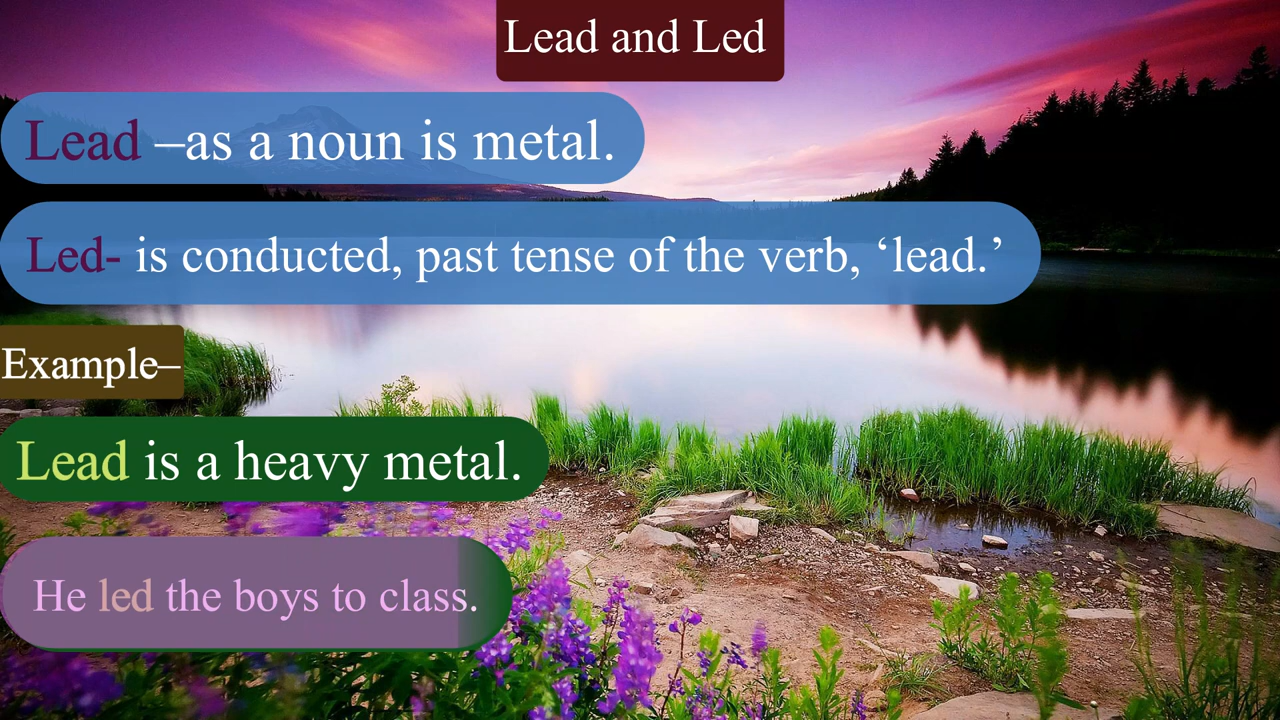 Lead and Led
Lead –as a noun is metal.
Led- is conducted, past tense of the verb, ‘lead.’
Example–
Lead is a heavy metal.
He led the boys to class.